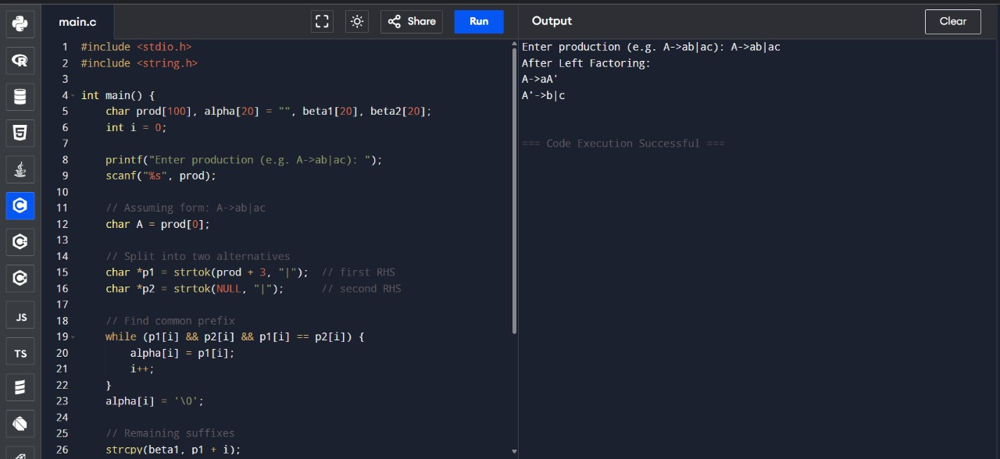 main.c
Share
Run
Output
Clear
1 #include <stdio.h>
2 #include <string.h>
3
4 int main() {
5     char prod[100], alpha[20] = "", beta1[20], beta2[20];
6     int i = 0;
7
8     printf("Enter production (e.g. A->ab|ac): ");
9     scanf("%s", prod);
10
11     // Assuming form: A->ab|ac
12     char A = prod[0];
13
14     // Split into two alternatives
15     char *p1 = strtok(prod + 3, "|");  // first RHS
16     char *p2 = strtok(NULL, "|");      // second RHS
17
18     // Find common prefix
19     while (p1[i] && p2[i] && p1[i] == p2[i]) {
20         alpha[i] = p1[i];
21         i++;
22     }
23     alpha[i] = '\0';
24
25     // Remaining suffixes
26     strcpy(beta1, p1 + i);
Enter production (e.g. A->ab|ac): A->ab|ac
After Left Factoring:
A->aA'
A'->b|c
=== Code Execution Successful ===
R
5
C
C
C
JS
TS